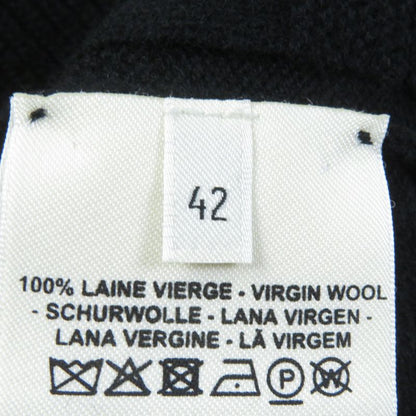 42
100% LAINE VIERGE - VIRGIN WOOL
- SCHURWOLLE - LANA VIRGEN -
LANA VERGINE - LÃ VIRGEM
P W